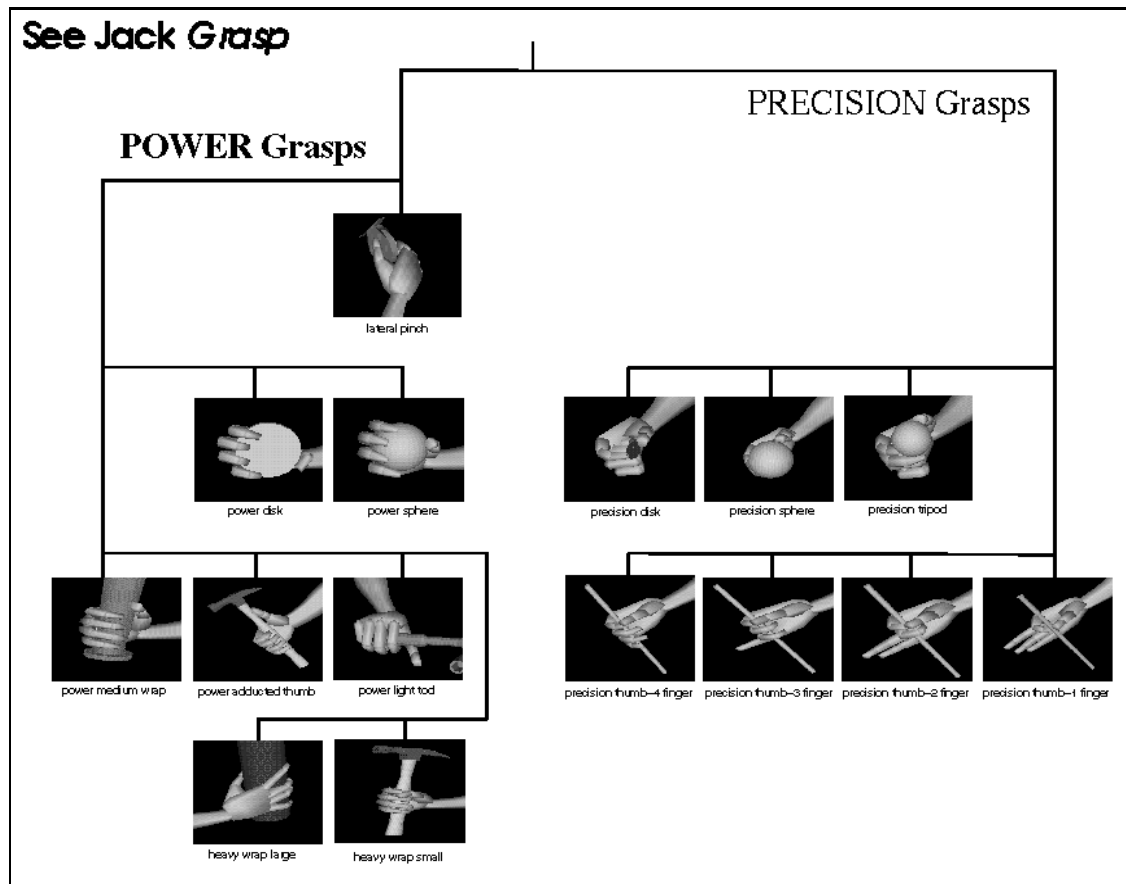 See Jack Grasp
PRECISION Grasps
POWER Grasps
lateral pinch
power disk
power sphere
precision disk
precision sphere
precision tripod
power medium wrap
power adducted thumb
power light tod
precision thumb-4 finger
precision thumb-3 finger
precision thumb-2 finger
precision thumb-1 finger
heavy wrap large
heavy wrap small